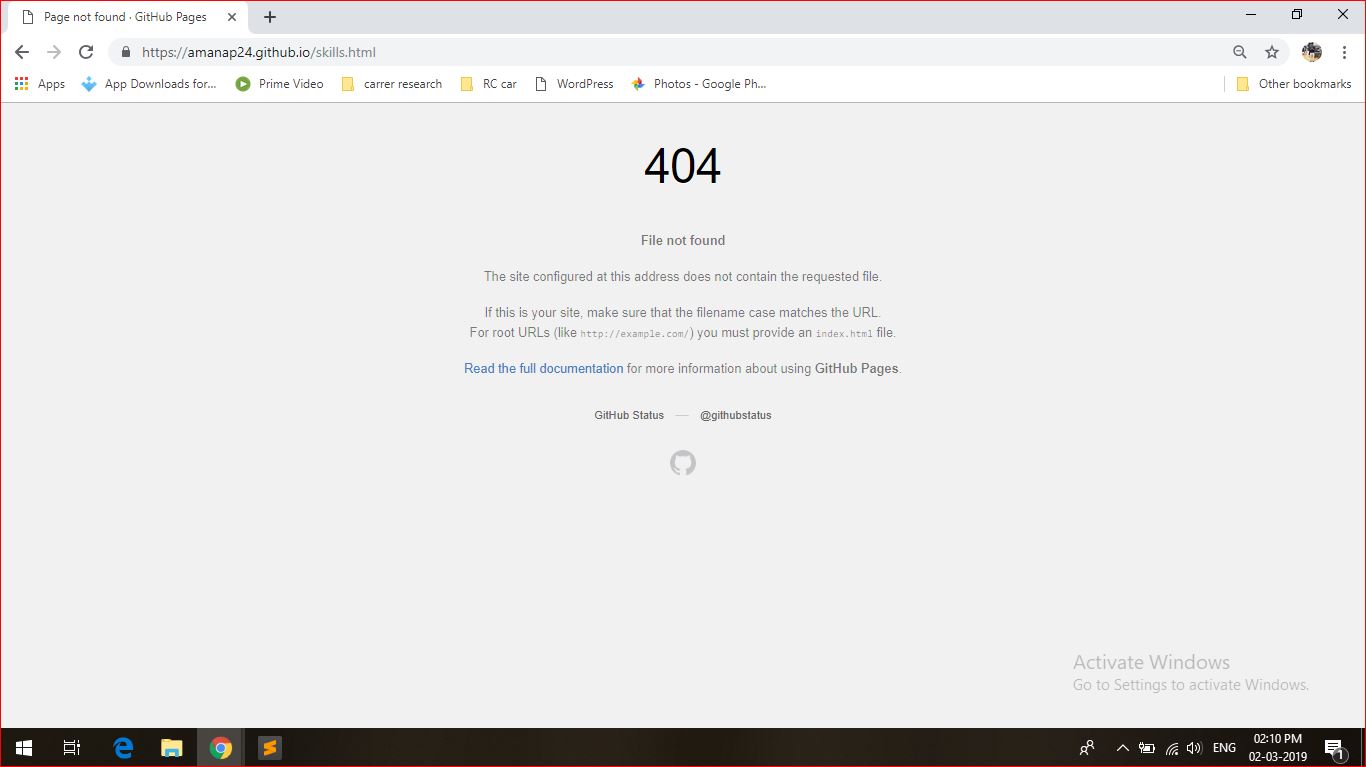 Page not found · GitHub Pages
https://amanap24.github.io/skills.html
Apps App Downloads for... Prime Video carrer research RC car WordPress Photos - Google Ph... Other bookmarks
404
File not found
The site configured at this address does not contain the requested file.
If this is your site, make sure that the filename case matches the URL.
For root URLs (like http://example.com/) you must provide an index.html file.
Read the full documentation for more information about using GitHub Pages.
GitHub Status — @githubstatus
Activate Windows
Go to Settings to activate Windows.
ENG
02:10 PM
02-03-2019
1